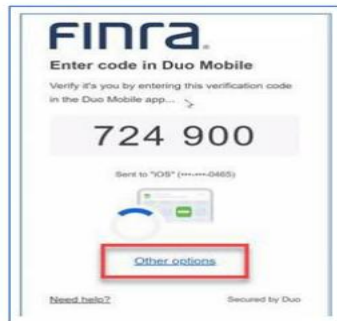 Finra.
Enter code in Duo Mobile
Verify it's you by entering this verification code
in the Duo Mobile app...
724 900
Sent to "iOS" (•••-•••-0465)
Other options
Need help? Secured by Duo